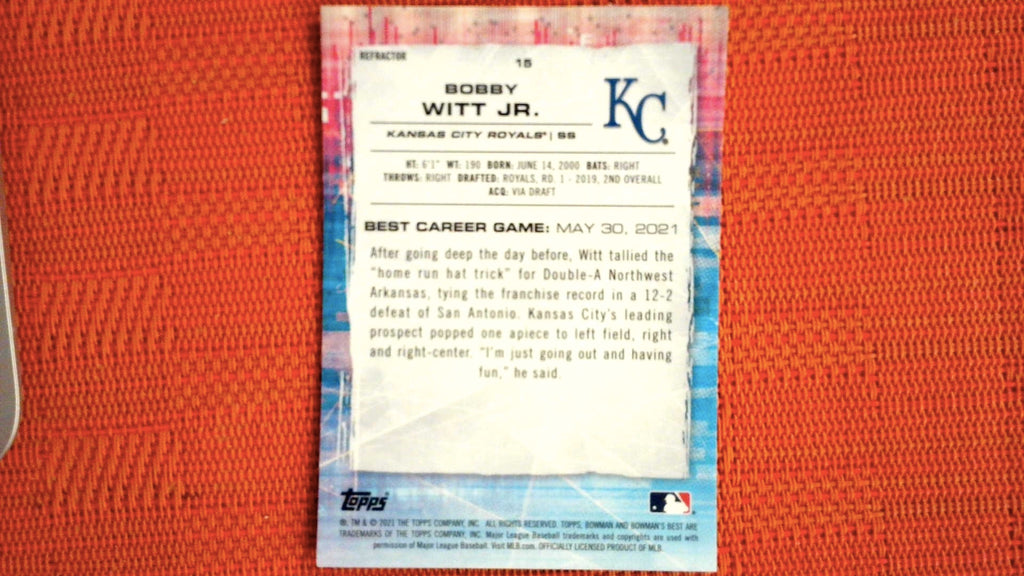 REFRACTOR
15
BOBBY
WITT JR.
KC
KANSAS CITY ROYALS® | SS
HT: 6'1" WT: 190 BORN: JUNE 14, 2000 BATS: RIGHT
THROWS: RIGHT DRAFTED: ROYALS, RD. 1 - 2019, 2ND OVERALL
ACQ: VIA DRAFT
BEST CAREER GAME: MAY 30, 2021
After going deep the day before, Witt tallied the
"home run hat trick" for Double-A Northwest
Arkansas, tying the franchise record in a 12-2
defeat of San Antonio. Kansas City's leading
prospect popped one apiece to left field, right
and right-center. "I'm just going out and having
fun," he said.
topps
®, TM & © 2021 THE TOPPS COMPANY, INC. ALL RIGHTS RESERVED. TOPPS, BOWMAN AND BOWMAN'S BEST ARE
TRADEMARKS OF THE TOPPS COMPANY, INC. Major League Baseball trademarks and copyrights are used with
permission of Major League Baseball. Visit MLB.com. OFFICIALLY LICENSED PRODUCT OF MLB.